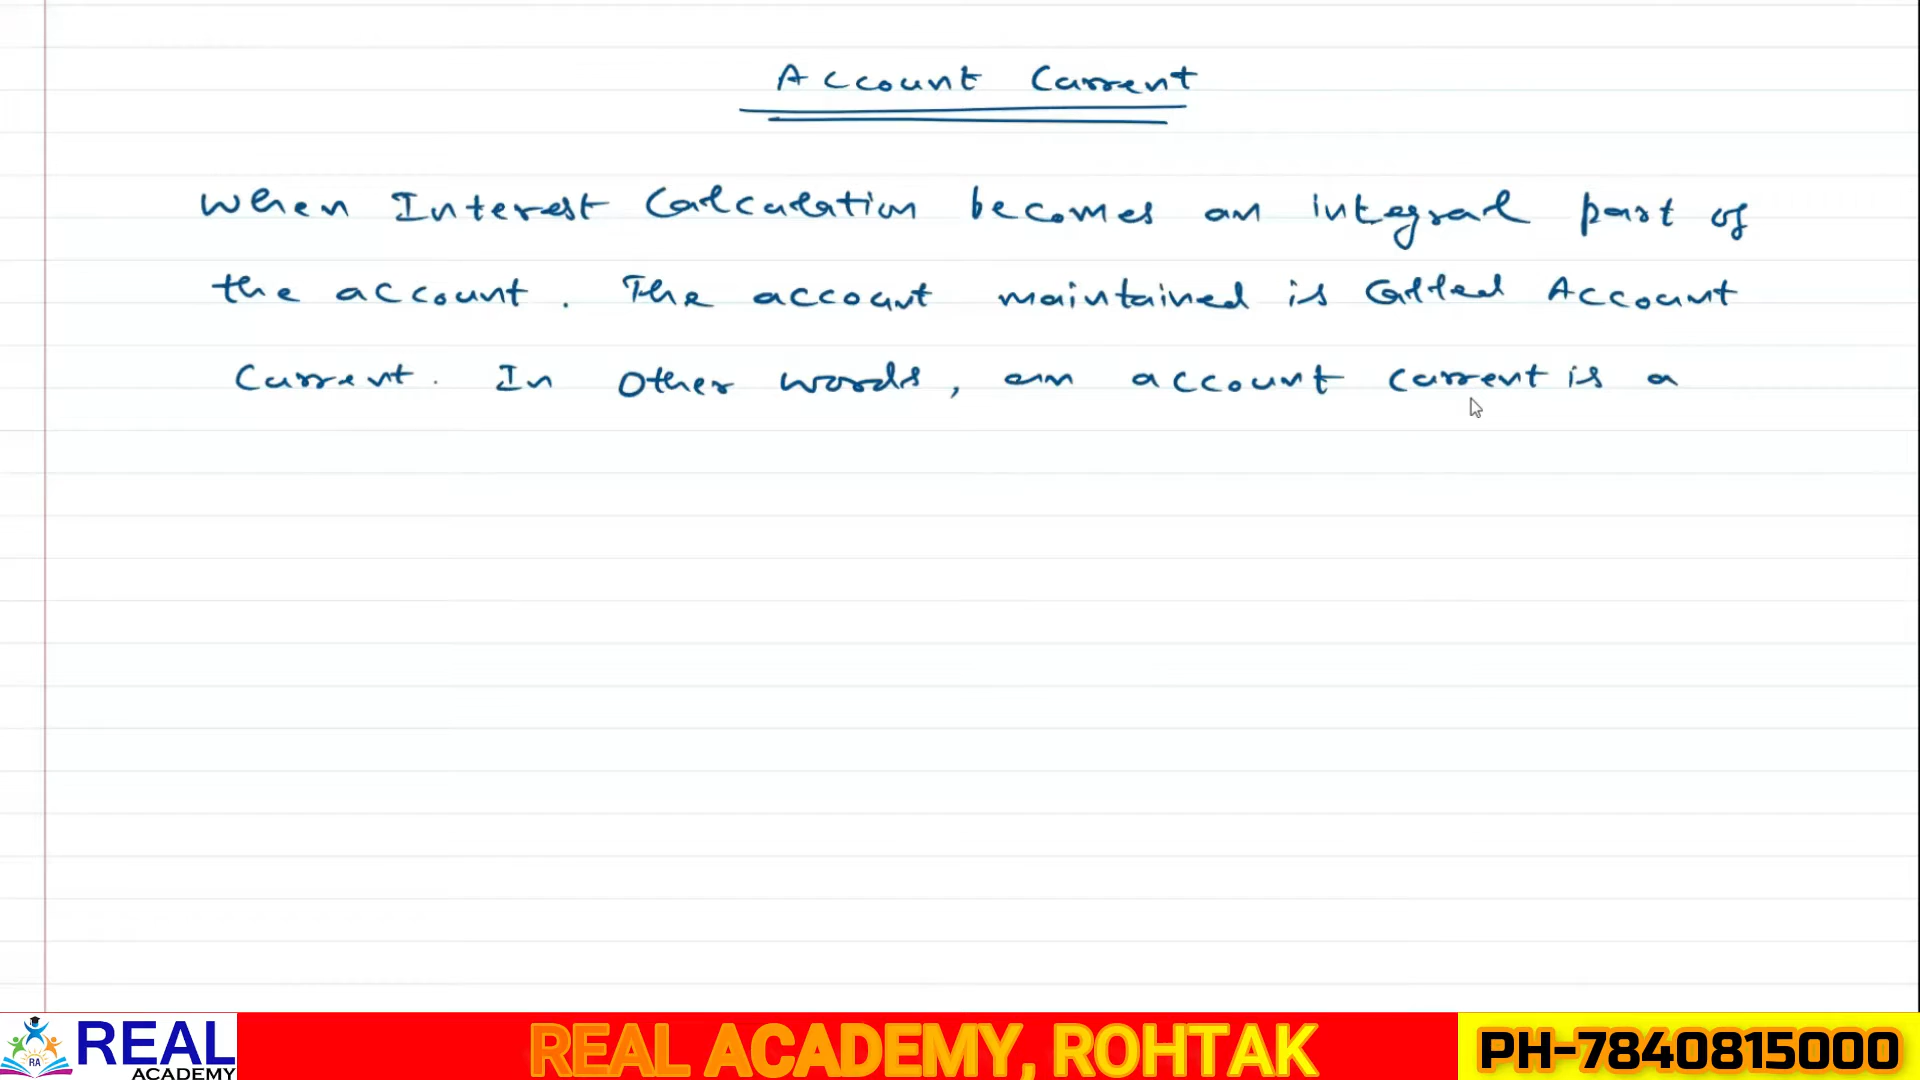 Account Current
When Interest Calculation becomes an integral part of
the account. The account maintained is Called Account
Current. In Other words, an account current is a
RA REAL ACADEMY
REAL ACADEMY, ROHTAK
PH-7840815000